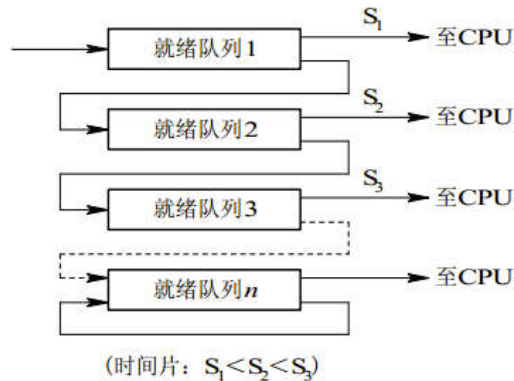 S₁
就绪队列1
至CPU
S₂
就绪队列2
至CPU
S₃
就绪队列3
至CPU
就绪队列n
至CPU
(时间片：S₁<S₂<S₃)